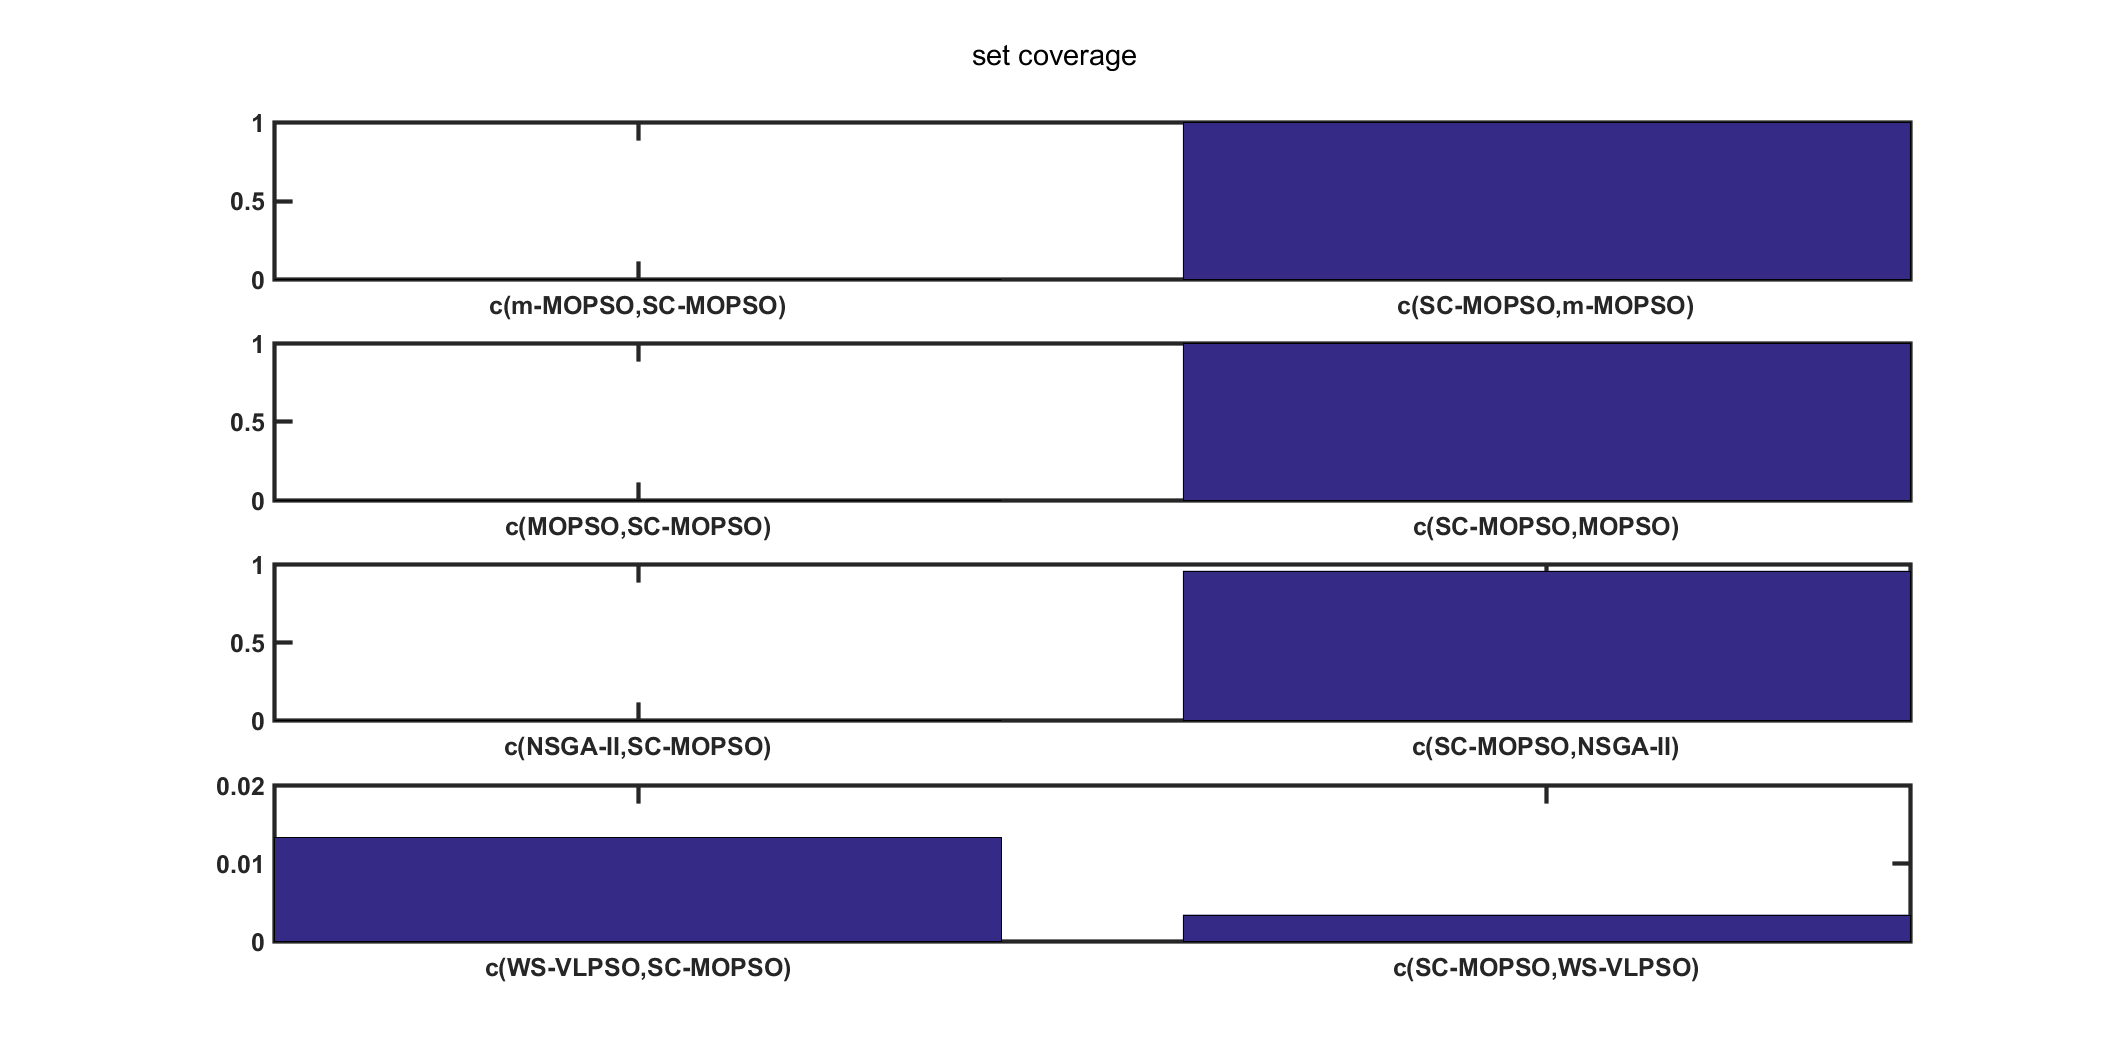 set coverage
1
0.5
0
c(m-MOPSO,SC-MOPSO) c(SC-MOPSO,m-MOPSO)
1
0.5
0
c(MOPSO,SC-MOPSO) c(SC-MOPSO,MOPSO)
1
0.5
0
c(NSGA-II,SC-MOPSO) c(SC-MOPSO,NSGA-II)
0.02
0.01
0
c(WS-VLPSO,SC-MOPSO) c(SC-MOPSO,WS-VLPSO)